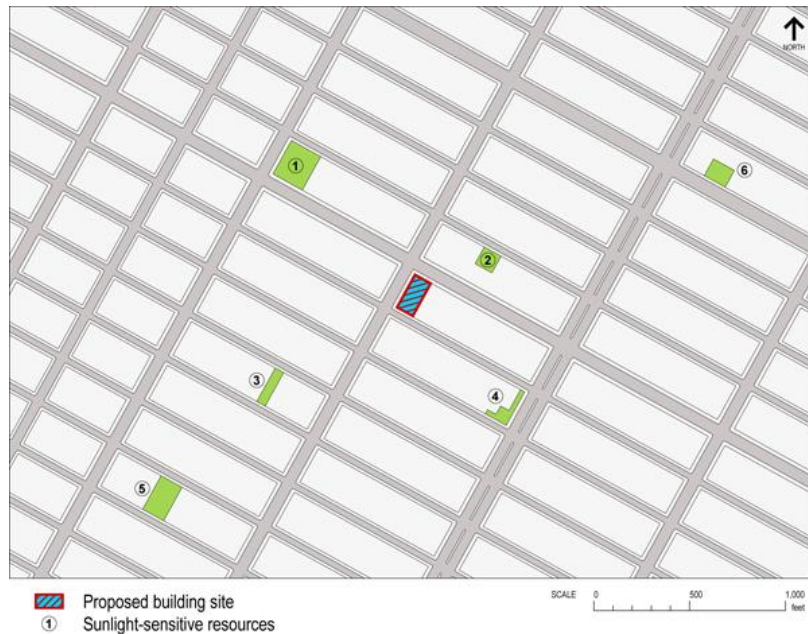 NORTH
①
⑥
②
③
④
⑤
Proposed building site
SCALE 0 500 1,000
feet
① Sunlight-sensitive resources